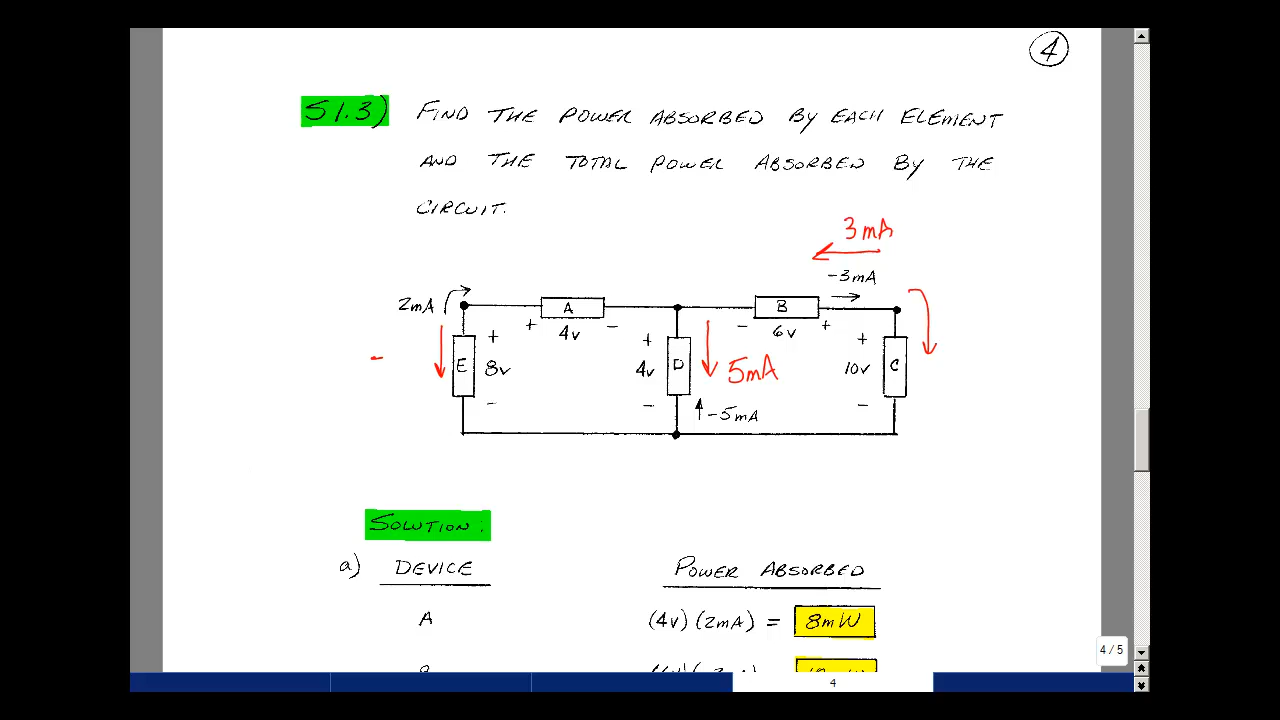 4
S1.3) FIND THE POWER ABSORBED BY EACH ELEMENT
AND THE TOTAL POWER ABSORBED BY THE
CIRCUIT.
3mA
-3mA
2mA
A
B
+ 4v -
- 6v +
+
+
+
E
8v
4v
D
5mA
10v
C
-
-
-
-
-5mA
SOLUTION:
a) DEVICE POWER ABSORBED
A (4v)(2mA) = 8mW
4 / 5
4